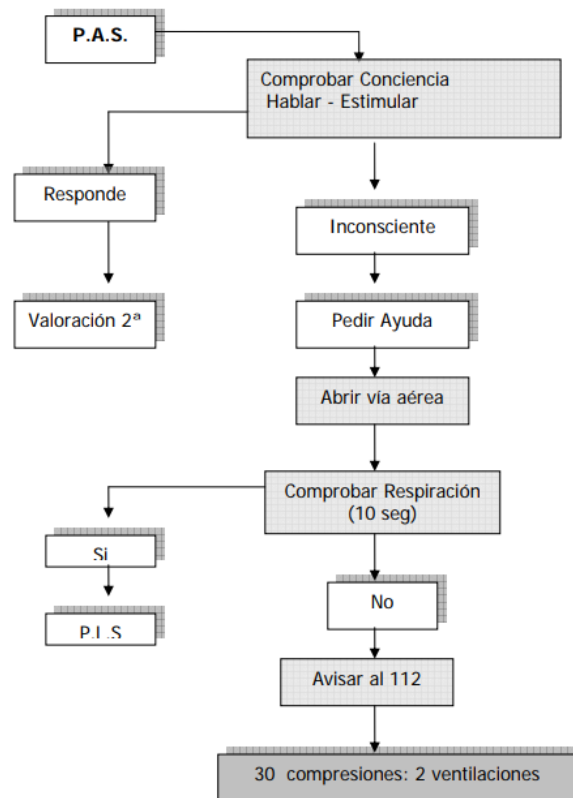 P.A.S.
Comprobar Conciencia
Hablar - Estimular
Responde
Inconsciente
Valoración 2ª
Pedir Ayuda
Abrir vía aérea
Comprobar Respiración
(10 seg)
Si
P.L.S
No
Avisar al 112
30 compresiones: 2 ventilaciones